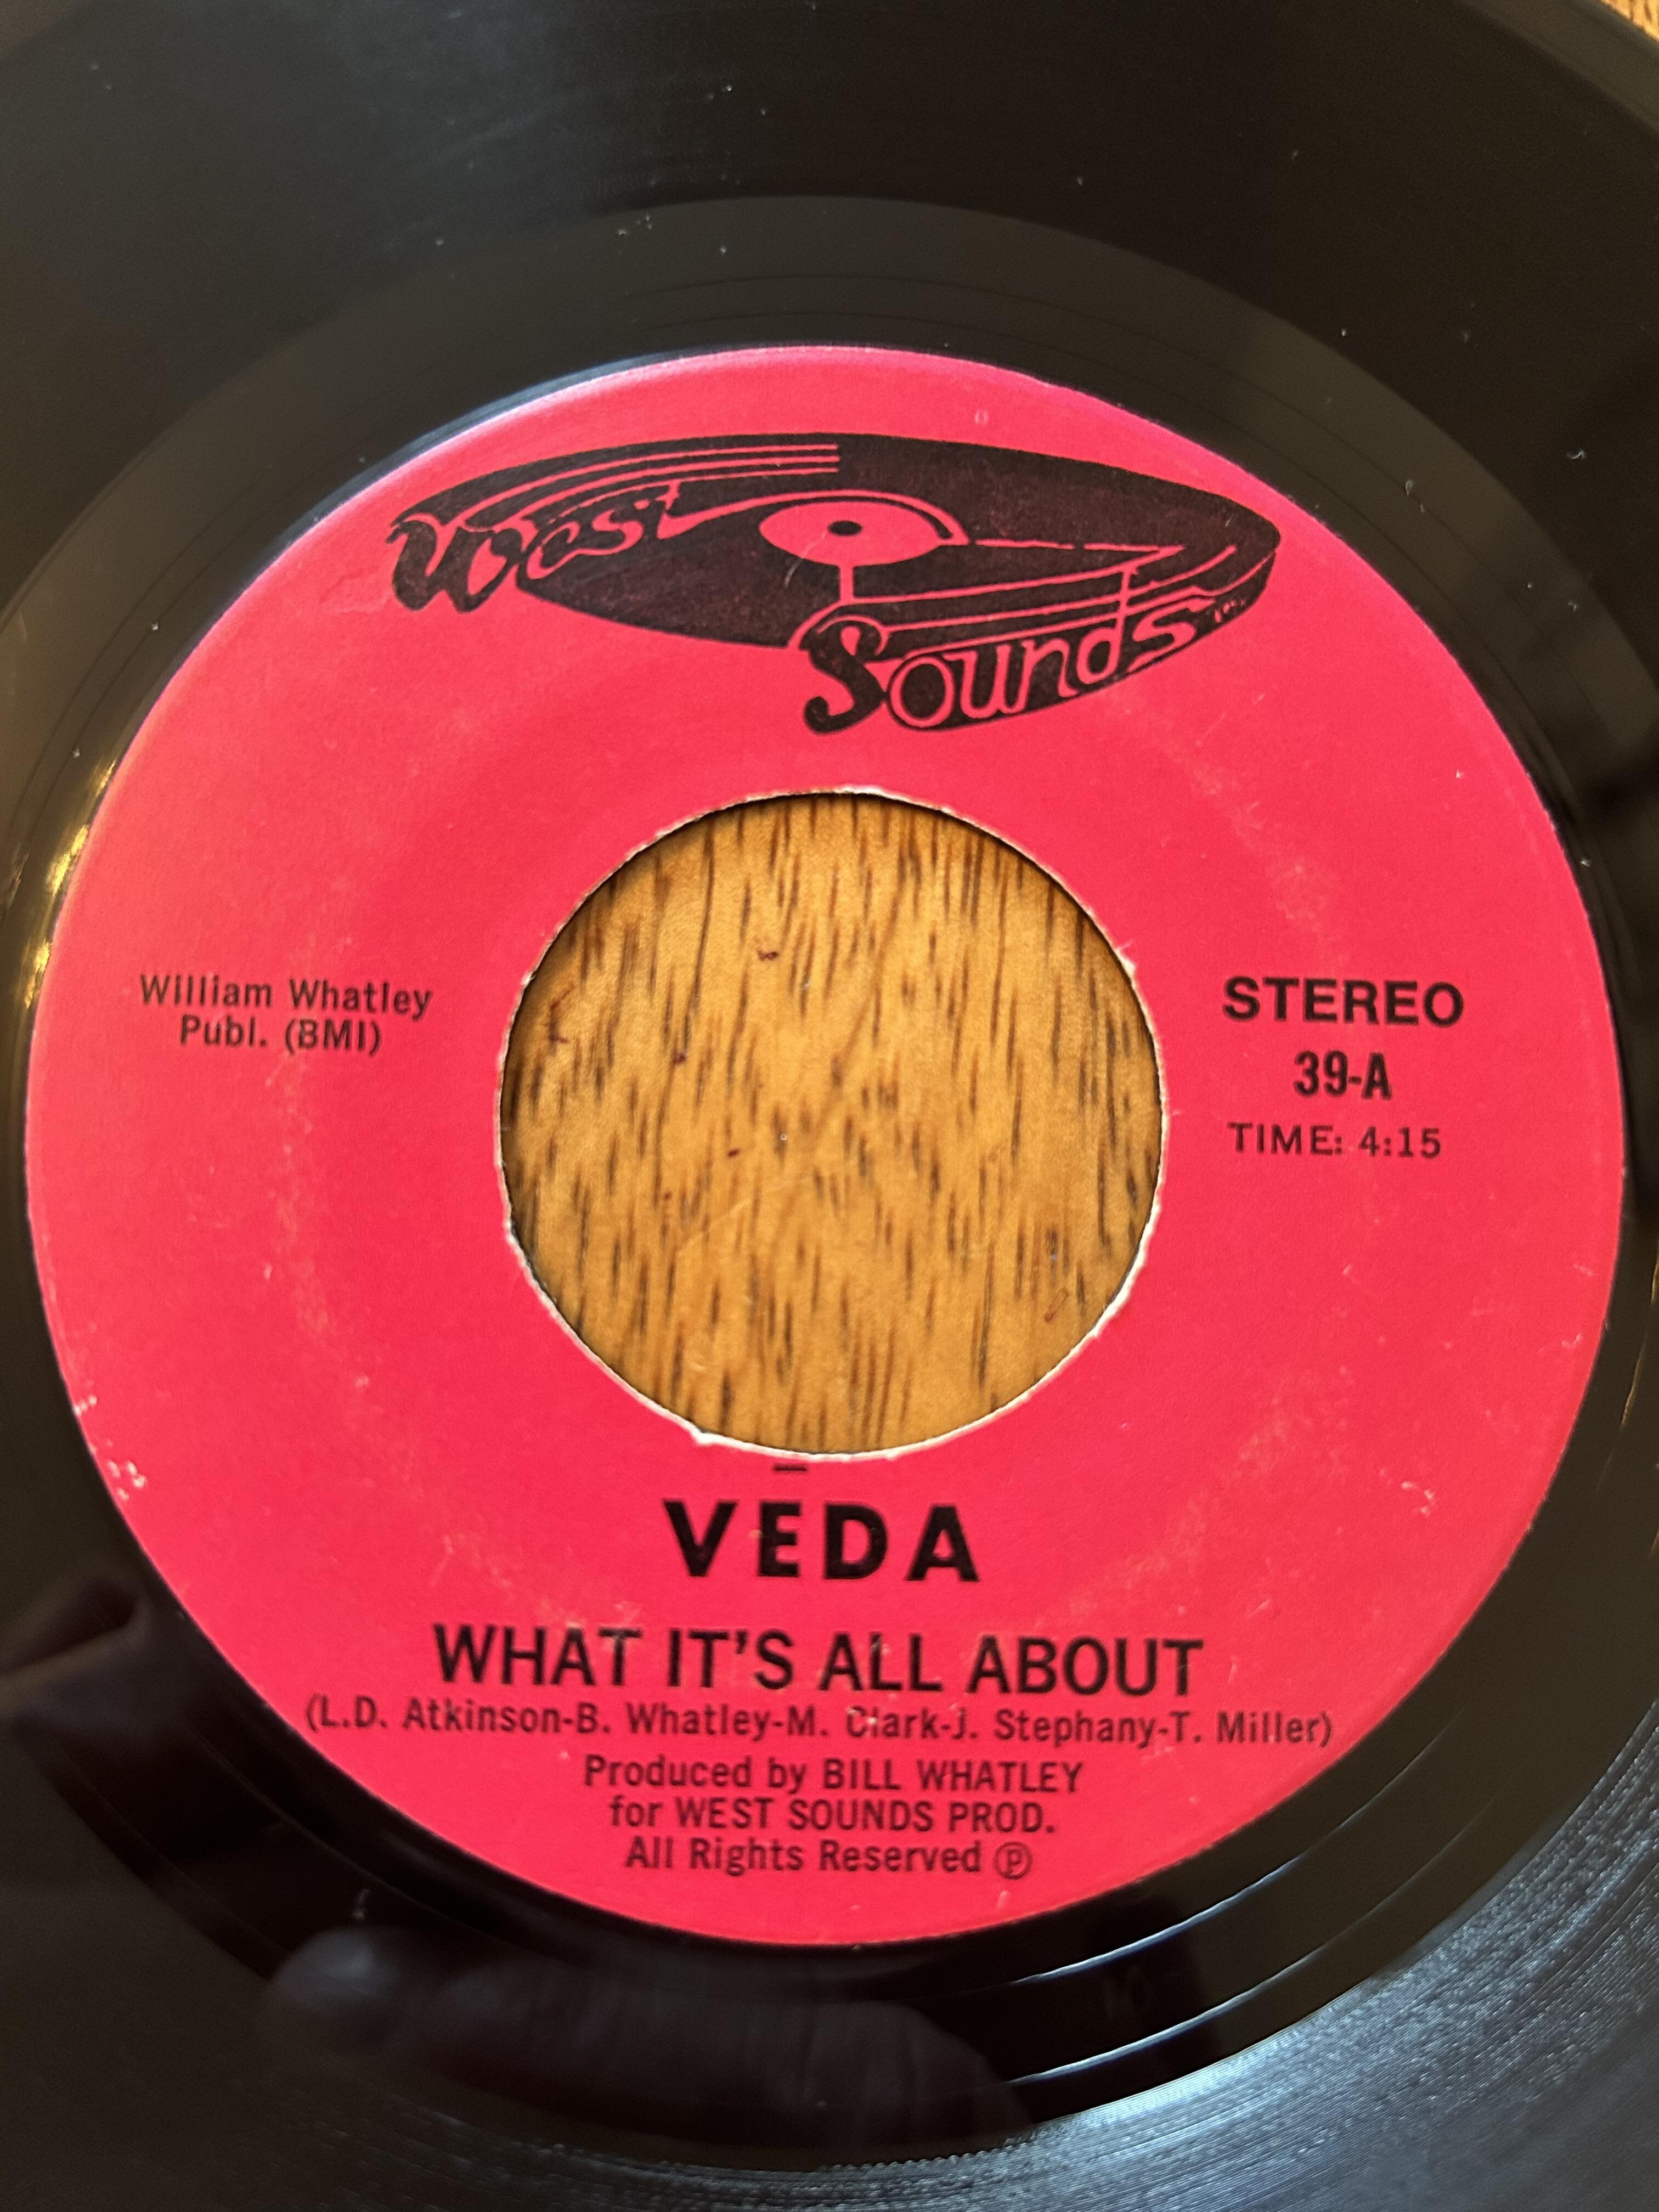 West
Sounds
William Whatley
Publ. (BMI)
STEREO
39-A
TIME: 4:15
VĒDA
WHAT IT'S ALL ABOUT
(L.D. Atkinson-B. Whatley-M. Clark-J. Stephany-T. Miller)
Produced by BILL WHATLEY
for WEST SOUNDS PROD.
All Rights Reserved ℗